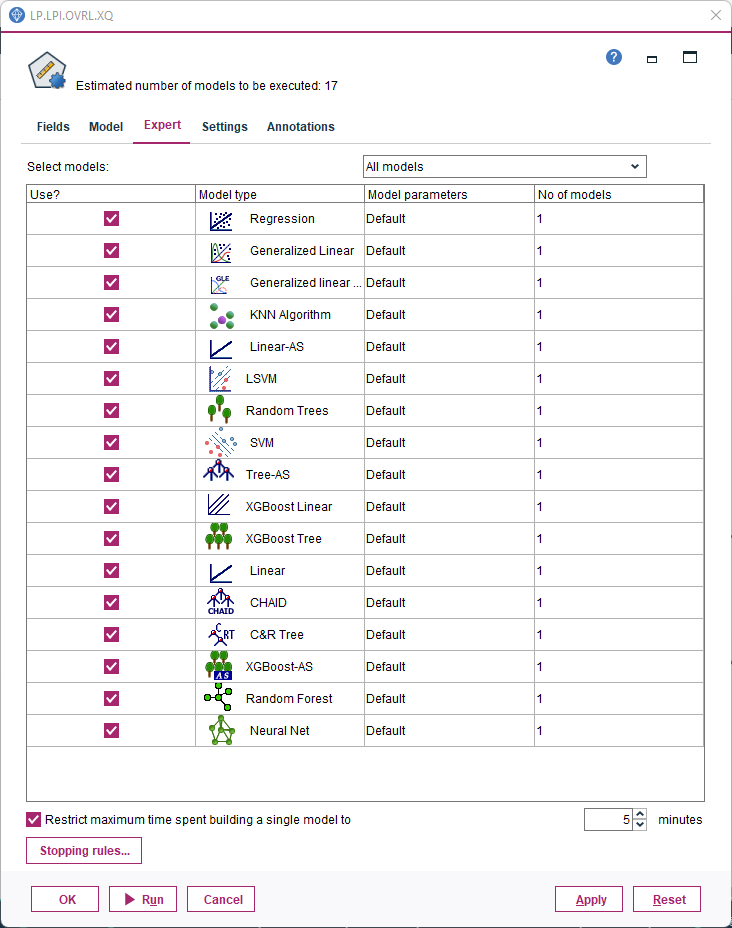 LP.LPI.OVRL.XQ
Estimated number of models to be executed: 17
Fields Model Expert Settings Annotations
Select models: All models
Use? Model type Model parameters No of models
Regression Default 1
Generalized Linear Default 1
GLE Generalized linear ... Default 1
KNN Algorithm Default 1
Linear-AS Default 1
LSVM Default 1
Random Trees Default 1
SVM Default 1
Tree-AS Default 1
XGBoost Linear Default 1
XGBoost Tree Default 1
Linear Default 1
CHAID CHAID Default 1
C RT C&R Tree Default 1
AS XGBoost-AS Default 1
Random Forest Default 1
Neural Net Default 1
Restrict maximum time spent building a single model to 5 minutes
Stopping rules...
OK Run Cancel Apply Reset